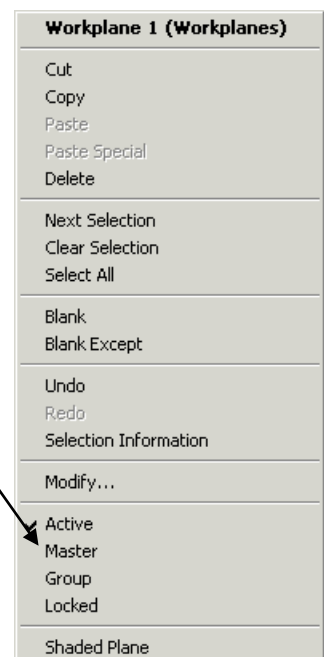 Workplane 1 (Workplanes)
Cut
Copy
Paste
Paste Special
Delete
Next Selection
Clear Selection
Select All
Blank
Blank Except
Undo
Redo
Selection Information
Modify...
Active
Master
Group
Locked
Shaded Plane